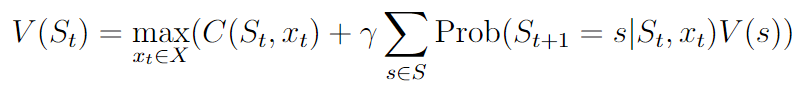 V(S_t) = \max_{x_t \in X} (C(S_t, x_t) + \gamma \sum_{s \in S} \text{Prob}(S_{t+1} = s | S_t, x_t) V(s))